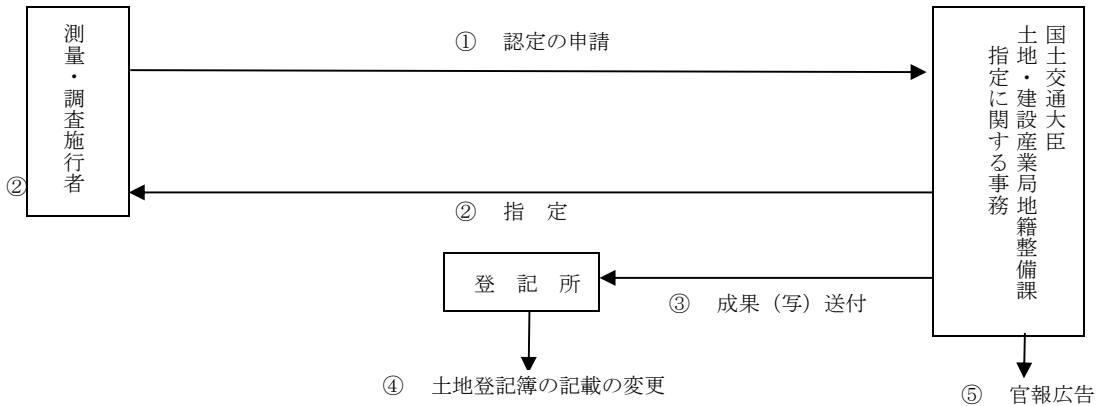 測量・調査施行者
②
① 認定の申請
国土交通大臣
土地・建設産業局地籍整備課
指定に関する事務
② 指 定
登 記 所
③ 成果（写）送付
④ 土地登記簿の記載の変更
⑤ 官報広告